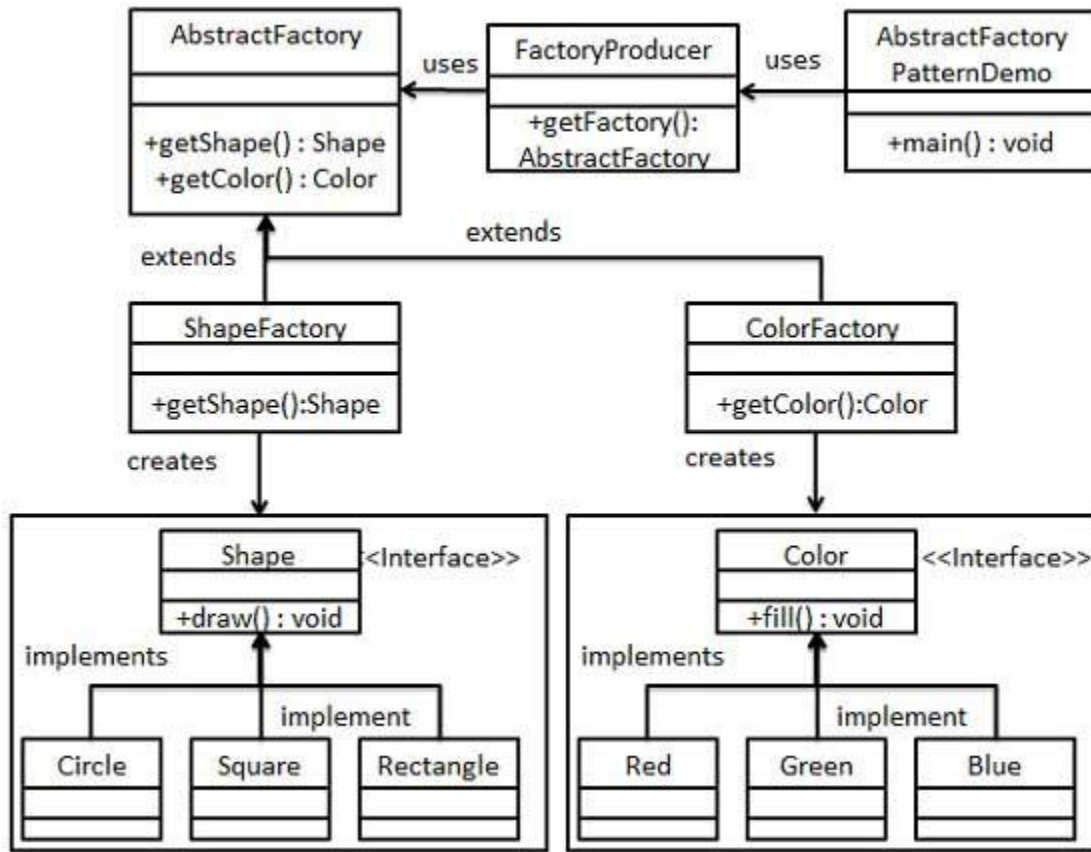 AbstractFactory
+getShape() : Shape
+getColor() : Color
uses
FactoryProducer
+getFactory():
AbstractFactory
uses
AbstractFactory
PatternDemo
+main() : void
extends
extends
ShapeFactory
+getShape():Shape
ColorFactory
+getColor():Color
creates
creates
Shape
<<Interface>>
+draw() : void
implements
implement
Circle
Square
Rectangle
Color
<<Interface>>
+fill() : void
implements
implement
Red
Green
Blue